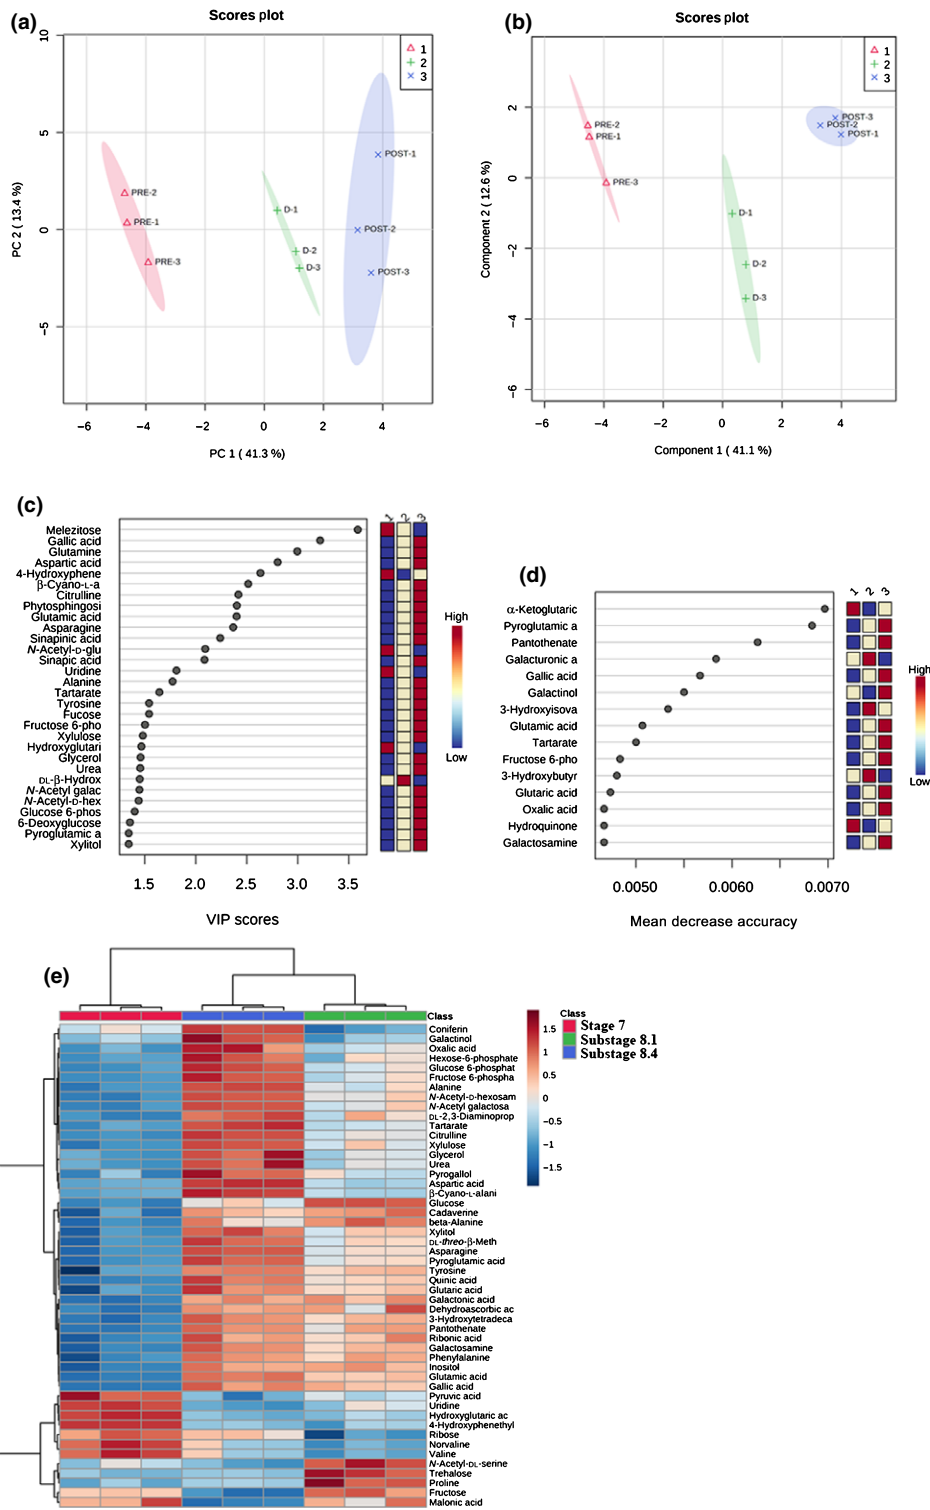 (a)
Scores plot
10
5
0
−5
PC 2 ( 13.4 %)
−6 −4 −2 0 2 4
PC 1 ( 41.3 %)
1
2
3
PRE-2
PRE-1
PRE-3
D-1
D-2
D-3
POST-1
POST-2
POST-3
(b)
Scores plot
2
0
−2
−4
−6
Component 2 ( 12.6 %)
−6 −4 −2 0 2 4
Component 1 ( 41.1 %)
1
2
3
PRE-2
PRE-1
PRE-3
D-1
D-2
D-3
POST-3
POST-2
POST-1
(c)
1 2 3
Melezitose
Gallic acid
Glutamine
Aspartic acid
4-Hydroxyphene
β-Cyano-L-a
Citrulline
Phytosphingosi
Glutamic acid
Asparagine
Sinapinic acid
N-Acetyl-D-glu
Sinapic acid
Uridine
Alanine
Tartarate
Tyrosine
Fucose
Fructose 6-pho
Xylulose
Hydroxyglutari
Glycerol
Urea
DL-β-Hydrox
N-Acetyl galac
N-Acetyl-D-hex
Glucose 6-phos
6-Deoxyglucose
Pyroglutamic a
Xylitol
1.5 2.0 2.5 3.0 3.5
VIP scores
High
Low
(d)
1 2 3
α-Ketoglutaric
Pyroglutamic a
Pantothenate
Galacturonic a
Gallic acid
Galactinol
3-Hydroxyisova
Glutamic acid
Tartarate
Fructose 6-pho
3-Hydroxybutyr
Glutaric acid
Oxalic acid
Hydroquinone
Galactosamine
0.0050 0.0060 0.0070
Mean decrease accuracy
High
Low
(e)
Class
Coniferin
Galactinol
Oxalic acid
Hexose-6-phosphate
Glucose 6-phosphat
Fructose 6-phospha
Alanine
N-Acetyl-D-hexosam
N-Acetyl galactosa
DL-2,3-Diaminoprop
Tartarate
Citrulline
Xylulose
Glycerol
Urea
Pyrogallol
Aspartic acid
β-Cyano-L-alani
Glucose
Cadaverine
beta-Alanine
Xylitol
DL-threo-β-Meth
Asparagine
Pyroglutamic acid
Tyrosine
Quinic acid
Glutaric acid
Galactonic acid
Dehydroascorbic ac
3-Hydroxytetradeca
Pantothenate
Ribonic acid
Galactosamine
Phenylalanine
Inositol
Glutamic acid
Gallic acid
Pyruvic acid
Uridine
Hydroxyglutaric ac
4-Hydroxyphenethyl
Ribose
Norvaline
Valine
N-Acetyl-DL-serine
Trehalose
Proline
Fructose
Malonic acid
1.5
1
0.5
0
−0.5
−1
−1.5
Class
Stage 7
Substage 8.1
Substage 8.4